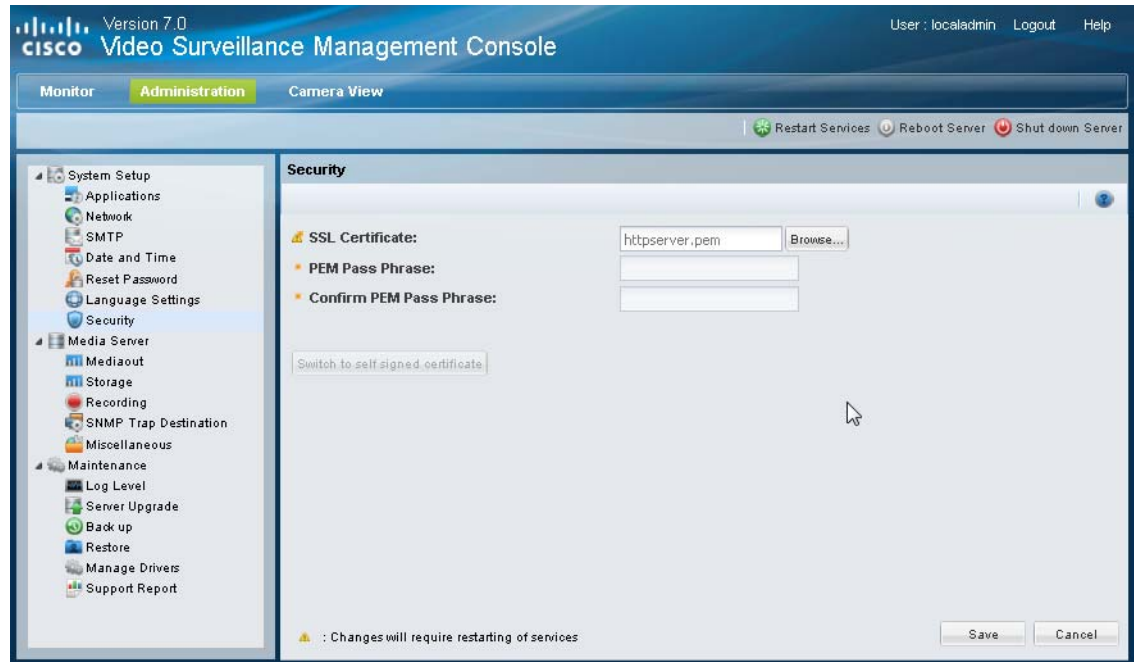 Version 7.0
User : localadmin Logout Help
CISCO Video Surveillance Management Console
Monitor Administration Camera View
Restart Services Reboot Server Shut down Server
System Setup
Applications
Network
SMTP
Date and Time
Reset Password
Language Settings
Security
Media Server
Mediaout
Storage
Recording
SNMP Trap Destination
Miscellaneous
Maintenance
Log Level
Server Upgrade
Back up
Restore
Manage Drivers
Support Report
Security
SSL Certificate: httpserver.pem Browse...
* PEM Pass Phrase:
* Confirm PEM Pass Phrase:
Switch to self signed certificate
: Changes will require restarting of services
Save Cancel